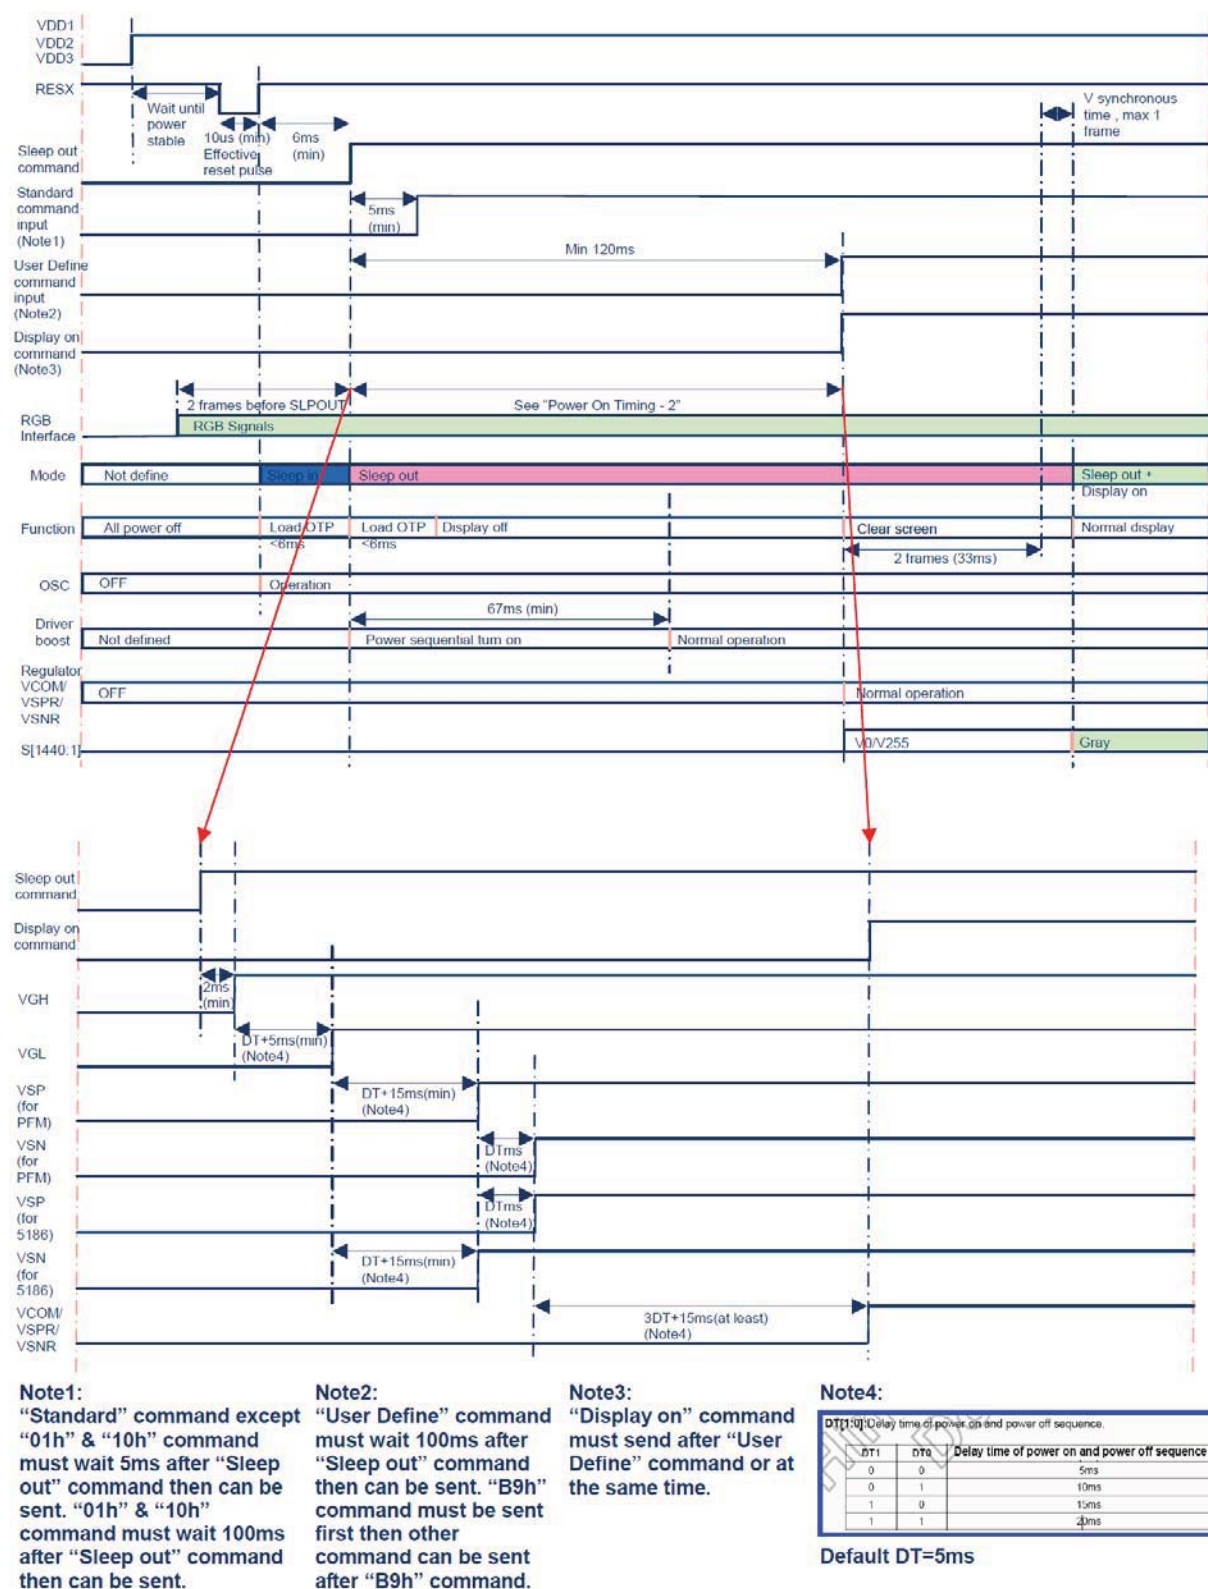 VDD1
VDD2
VDD3
RESX
Wait until
power
stable
10us (min)
Effective
reset pulse
6ms
(min)
V synchronous
time , max 1
frame
Sleep out
command
Standard
command
input
(Note1)
5ms
(min)
Min 120ms
User Define
command
input
(Note2)
Display on
command
(Note3)
2 frames before SLPOUT
See "Power On Timing - 2"
RGB
Interface
RGB Signals
Mode
Not define
Sleep in
Sleep out
Sleep out +
Display on
Function
All power off
Load OTP
<6ms
Load OTP
<6ms
Display off
Clear screen
Normal display
2 frames (33ms)
OSC
OFF
Operation
67ms (min)
Driver
boost
Not defined
Power sequential turn on
Normal operation
Regulator
VCOM/
VSPR/
VSNR
OFF
Normal operation
S[1440:1]
V0/V255
Gray
Sleep out
command
Display on
command
2ms
(min)
VGH
DT+5ms(min)
(Note4)
VGL
VSP
(for
PFM)
DT+15ms(min)
(Note4)
VSN
(for
PFM)
DTms
(Note4)
VSP
(for
5186)
DTms
(Note4)
VSN
(for
5186)
DT+15ms(min)
(Note4)
VCOM/
VSPR/
VSNR
3DT+15ms(at least)
(Note4)
Note1:
“Standard” command except
“01h” & “10h” command
must wait 5ms after “Sleep
out” command then can be
sent. “01h” & “10h”
command must wait 100ms
after “Sleep out” command
then can be sent.
Note2:
“User Define” command
must wait 100ms after
“Sleep out” command
then can be sent. “B9h”
command must be sent
first then other
command can be sent
after “B9h” command.
Note3:
“Display on” command
must send after “User
Define” command or at
the same time.
Note4:
DT[1:0]:Delay time of power on and power off sequence.
DT1 DT0 Delay time of power on and power off sequence
0 0 5ms
0 1 10ms
1 0 15ms
1 1 20ms
Default DT=5ms